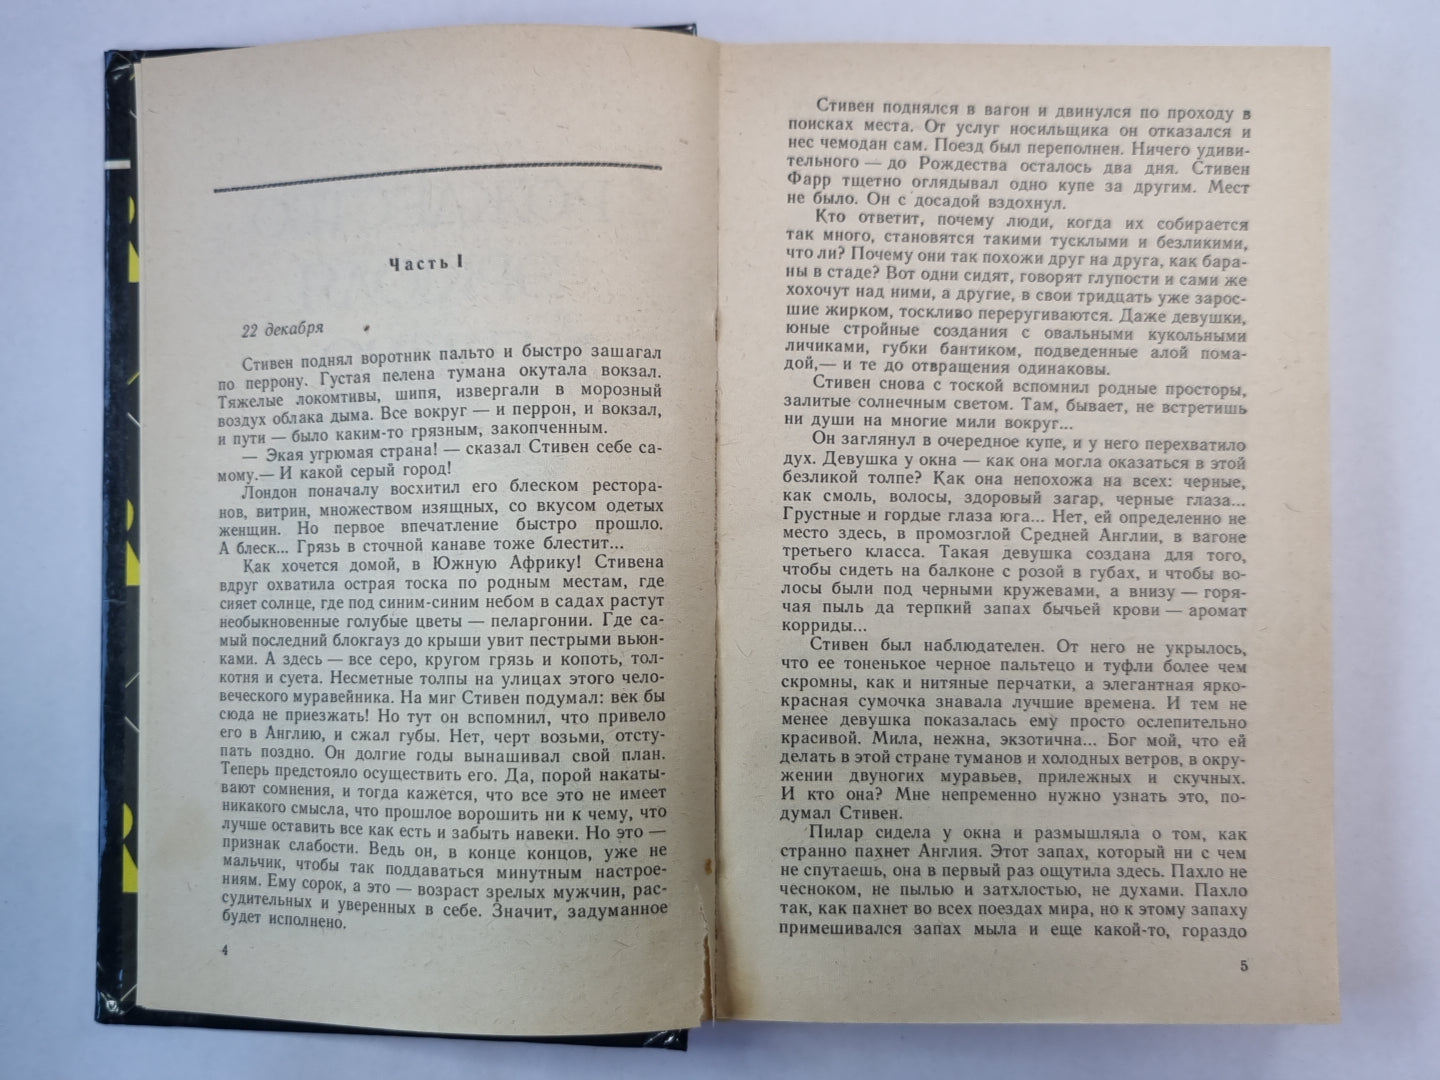 Часть I
22 декабря
Стивен поднял воротник пальто и быстро зашагал
по перрону. Густая пелена тумана окутала вокзал.
Тяжелые локомтивы, шипя, извергали в морозный
воздух облака дыма. Все вокруг — и перрон, и вокзал,
и пути — было каким-то грязным, закопченным.
— Экая угрюмая страна! — сказал Стивен себе са-
мому.— И какой серый город!
Лондон поначалу восхитил его блеском рестора-
нов, витрин, множеством изящных, со вкусом одетых
женщин. Но первое впечатление быстро прошло.
А блеск... Грязь в сточной канаве тоже блестит...
Как хочется домой, в Южную Африку! Стивена
вдруг охватила острая тоска по родным местам, где
сияет солнце, где под синим-синим небом в садах растут
необыкновенные голубые цветы — пеларгонии. Где са-
мый последний блокгауз до крыши увит пестрыми вьюн-
ками. А здесь — все серо, кругом грязь и копоть, тол-
котня и суета. Несметные толпы на улицах этого чело-
веческого муравейника. На миг Стивен подумал: век бы
сюда не приезжать! Но тут он вспомнил, что привело
его в Англию, и сжал губы. Нет, черт возьми, отсту-
пать поздно. Он долгие годы вынашивал свой план.
Теперь предстояло осуществить его. Да, порой накаты-
вают сомнения, и тогда кажется, что все это не имеет
никакого смысла, что прошлое ворошить ни к чему, что
лучше оставить все как есть и забыть навеки. Но это —
признак слабости. Ведь он, в конце концов, уже не
мальчик, чтобы так поддаваться минутным настрое-
ниям. Ему сорок, а это — возраст зрелых мужчин, рас-
судительных и уверенных в себе. Значит, задуманное
будет исполнено.
4
Стивен поднялся в вагон и двинулся по проходу в
поисках места. От услуг носильщика он отказался и
нес чемодан сам. Поезд был переполнен. Ничего удиви-
тельного — до Рождества осталось два дня. Стивен
Фарр тщетно оглядывал одно купе за другим. Мест
не было. Он с досадой вздохнул.
Кто ответит, почему люди, когда их собирается
так много, становятся такими тусклыми и безликими,
что ли? Почему они так похожи друг на друга, как бара-
ны в стаде? Вот одни сидят, говорят глупости и сами же
хохочут над ними, а другие, в свои тридцать уже зарос-
шие жирком, тоскливо переругиваются. Даже девушки,
юные стройные создания с овальными кукольными
личиками, губки бантиком, подведенные алой пома-
дой,— и те до отвращения одинаковы.
Стивен снова с тоской вспомнил родные просторы,
залитые солнечным светом. Там, бывает, не встретишь
ни души на многие мили вокруг...
Он заглянул в очередное купе, и у него перехватило
дух. Девушка у окна — как она могла оказаться в этой
безликой толпе? Как она непохожа на всех: черные,
как смоль, волосы, здоровый загар, черные глаза...
Грустные и гордые глаза юга... Нет, ей определенно не
место здесь, в промозглой Средней Англии, в вагоне
третьего класса. Такая девушка создана для того,
чтобы сидеть на балконе с розой в губах, и чтобы во-
лосы были под черными кружевами, а внизу — горя-
чая пыль да терпкий запах бычьей крови — аромат
корриды...
Стивен был наблюдателен. От него не укрылось,
что ее тоненькое черное пальтецо и туфли более чем
скромны, как и нитяные перчатки, а элегантная ярко-
красная сумочка знавала лучшие времена. И тем не
менее девушка показалась ему просто ослепительно
красивой. Мила, нежна, экзотична... Бог мой, что ей
делать в этой стране туманов и холодных ветров, в окру-
жении двуногих муравьев, прилежных и скучных.
И кто она? Мне непременно нужно узнать это, по-
думал Стивен.
Пилар сидела у окна и размышляла о том, как
странно пахнет Англия. Этот запах, который ни с чем
не спутаешь, она в первый раз ощутила здесь. Пахло не
чесноком, не пылью и затхлостью, не духами. Пахло
так, как пахнет во всех поездах мира, но к этому запаху
примешивался запах мыла и еще какой-то, гораздо
5